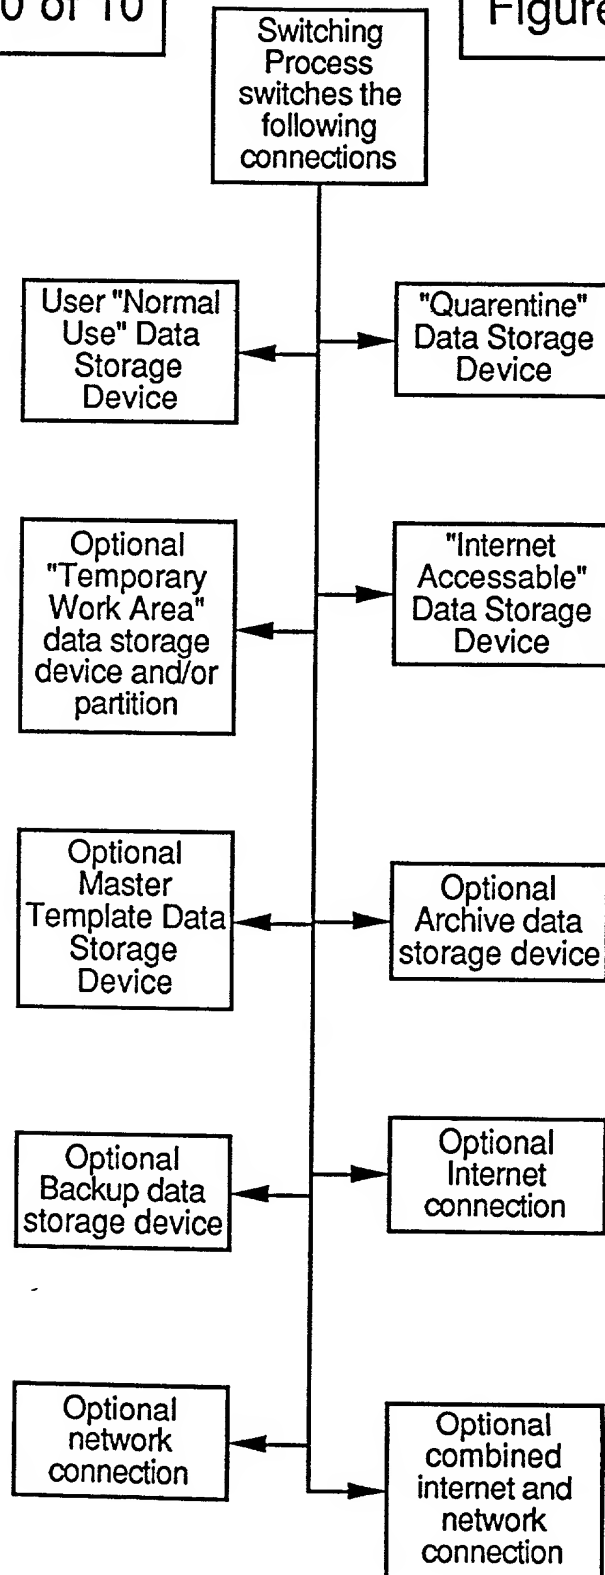 0 of 10
Figure
Switching
Process
switches the
following
connections
User "Normal
Use" Data
Storage
Device
"Quarentine"
Data Storage
Device
Optional
"Temporary
Work Area"
data storage
device and/or
partition
"Internet
Accessable"
Data Storage
Device
Optional
Master
Template Data
Storage
Device
Optional
Archive data
storage device
Optional
Backup data
storage device
Optional
Internet
connection
Optional
network
connection
Optional
combined
internet and
network
connection